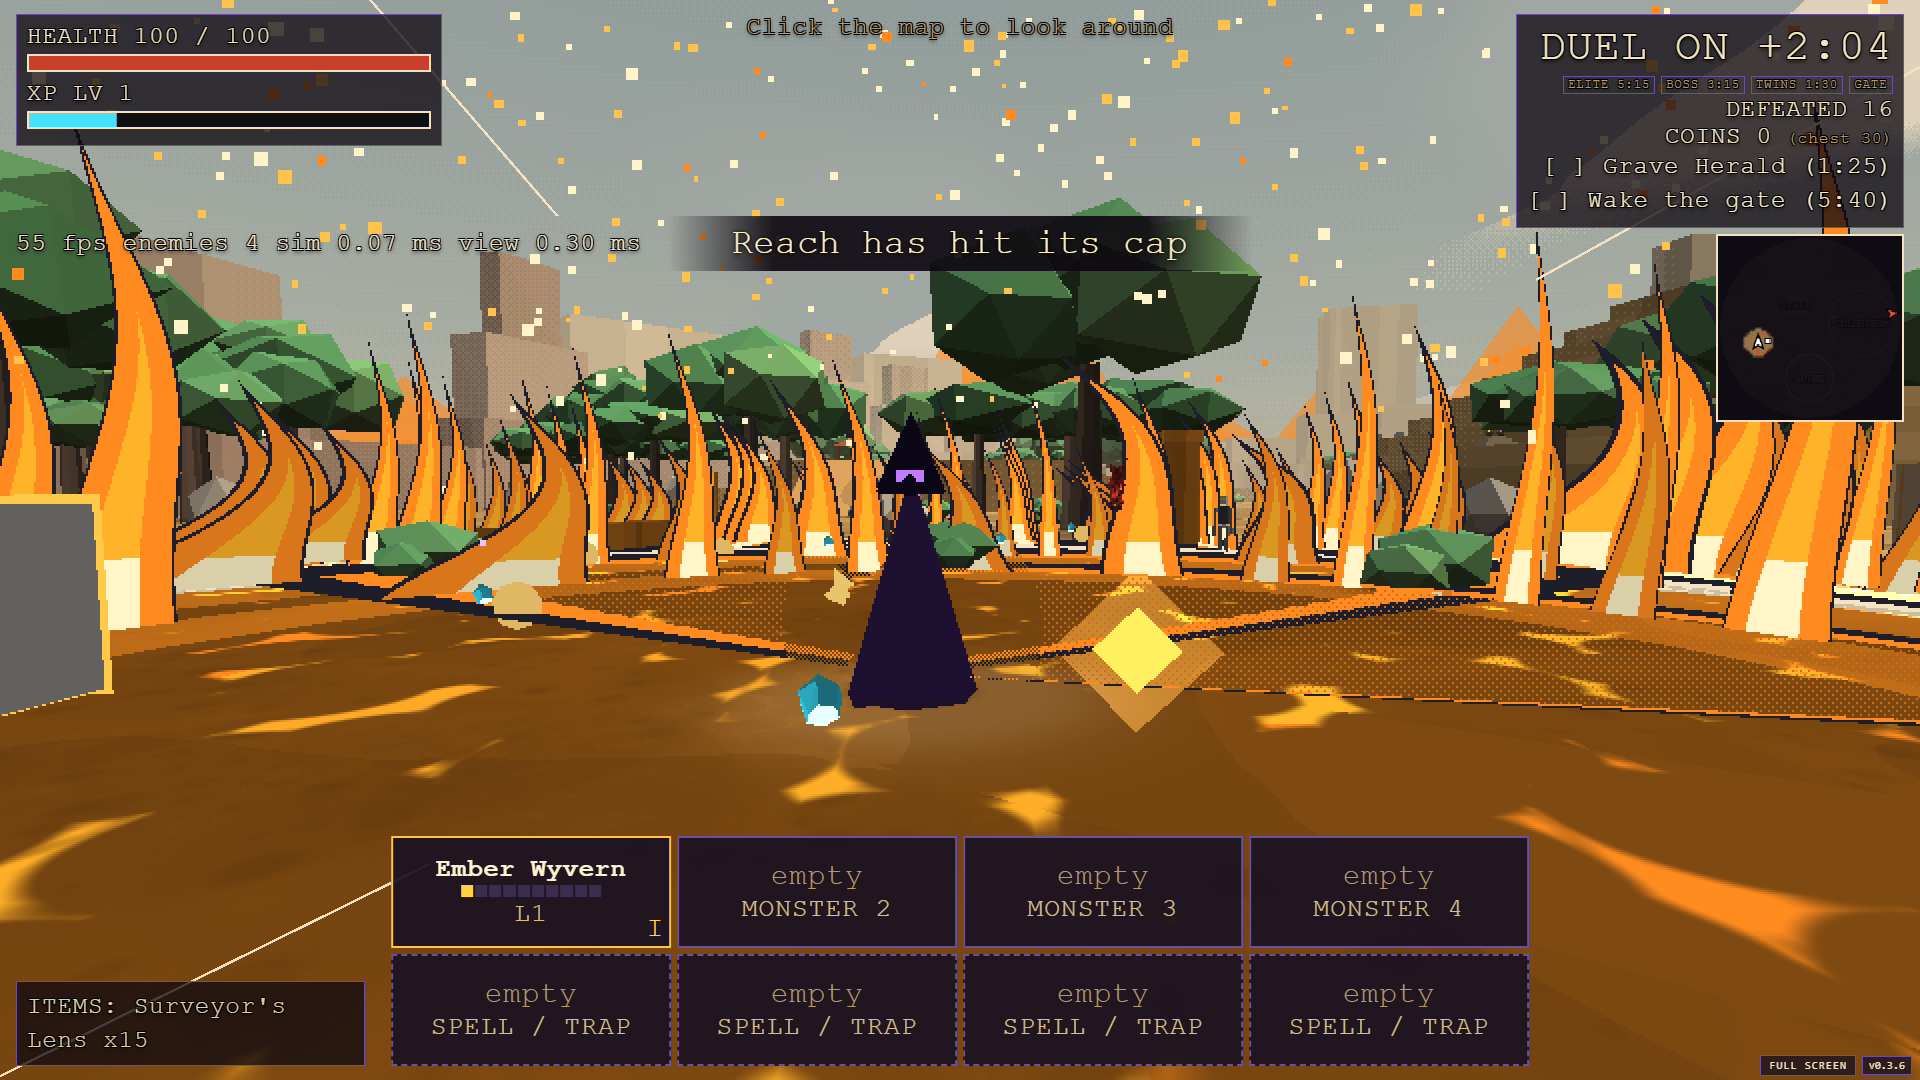 HEALTH 100 / 100
XP LV 1
Click the map to look around
DUEL ON +2:04
ELITE 5:15 BOSS 3:15 TWINS 1:30 GATE
DEFEATED 16
COINS 0 (chest 30)
[ ] Grave Herald (1:25)
[ ] Wake the gate (5:40)
55 fps enemies 4 sim 0.07 ms view 0.30 ms
Reach has hit its cap
Ember Wyvern
L1
I
empty
MONSTER 2
empty
MONSTER 3
empty
MONSTER 4
empty
SPELL / TRAP
empty
SPELL / TRAP
empty
SPELL / TRAP
empty
SPELL / TRAP
ITEMS: Surveyor's
Lens x15
FULL SCREEN
v0.3.6